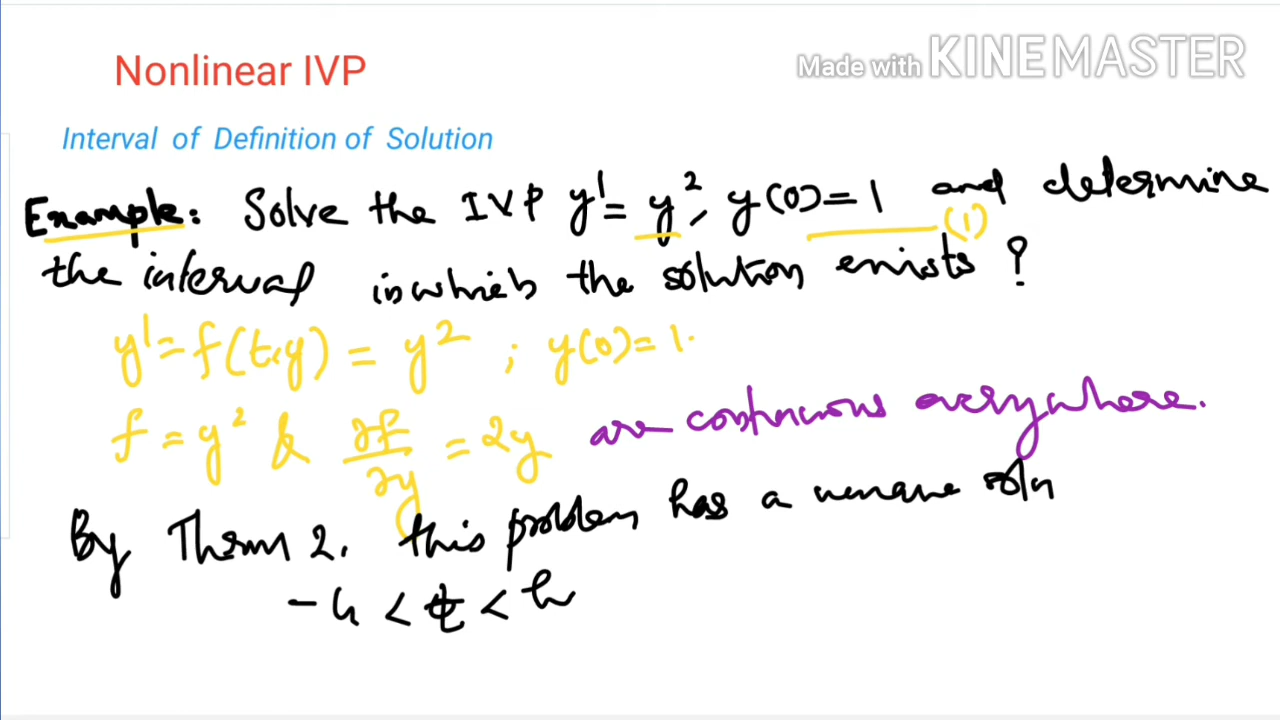 Nonlinear IVP
Made with KINEMASTER
Interval of Definition of Solution
Example: Solve the IVP y' = y², y(0)=1 and determine
(1)
the interval in which the solution exists ?
y' = f(t,y) = y² ; y(0)=1.
f = y² & ∂f/∂y = 2y are continuous everywhere.
By Thrm 2. this problem has a unique soln
-h < t < h